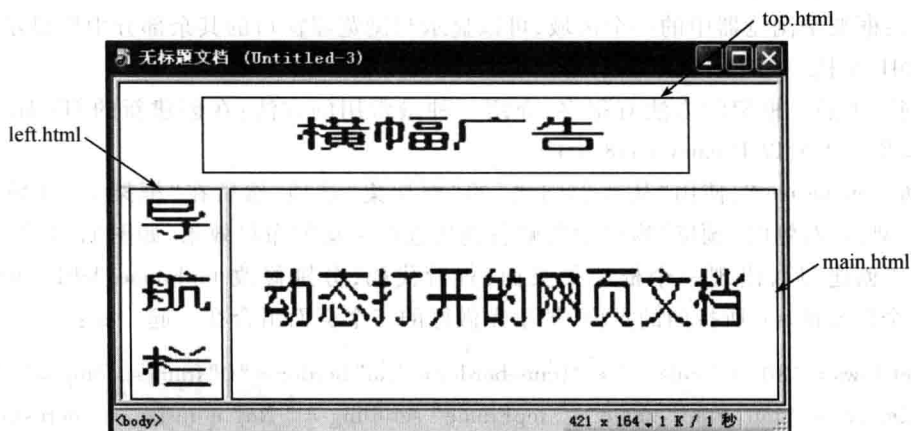 top.html
无标题文档 (Untitled-3)
横幅广告
left.html
导
航
栏
动态打开的网页文档
main.html
<body>
421 x 164 1 K / 1 秒